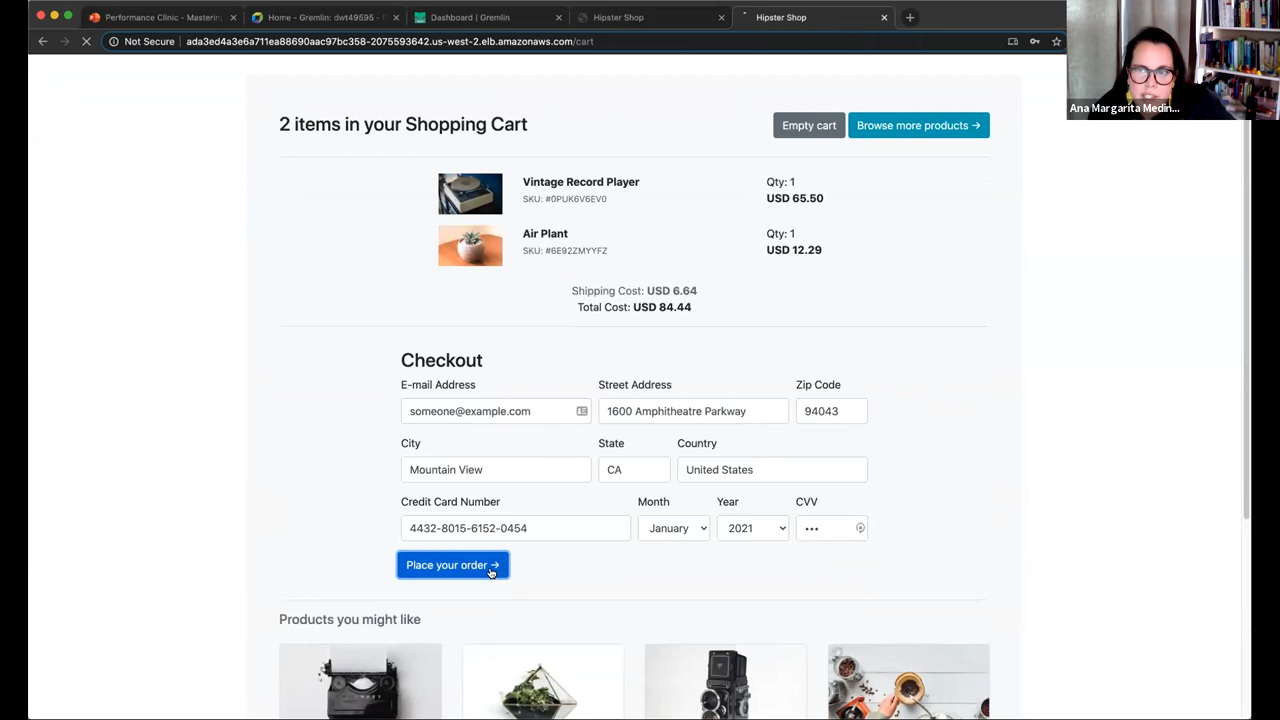 Performance Clinic - Masterin
Home - Gremlin: dwt49595 -
Dashboard | Gremlin
Hipster Shop
Hipster Shop
Not Secure
ada3ed4a3e6a711ea88690aac97bc358-2075593642.us-west-2.elb.amazonaws.com/cart
Ana Margarita Medin...
2 items in your Shopping Cart
Empty cart
Browse more products →
Vintage Record Player
Qty: 1
SKU: #0PUK6V6EV0
USD 65.50
Air Plant
Qty: 1
SKU: #6E92ZMYYFZ
USD 12.29
Shipping Cost: USD 6.64
Total Cost: USD 84.44
Checkout
E-mail Address
Street Address
Zip Code
someone@example.com
1600 Amphitheatre Parkway
94043
City
State
Country
Mountain View
CA
United States
Credit Card Number
Month
Year
CVV
4432-8015-6152-0454
January
2021
•••
Place your order →
Products you might like